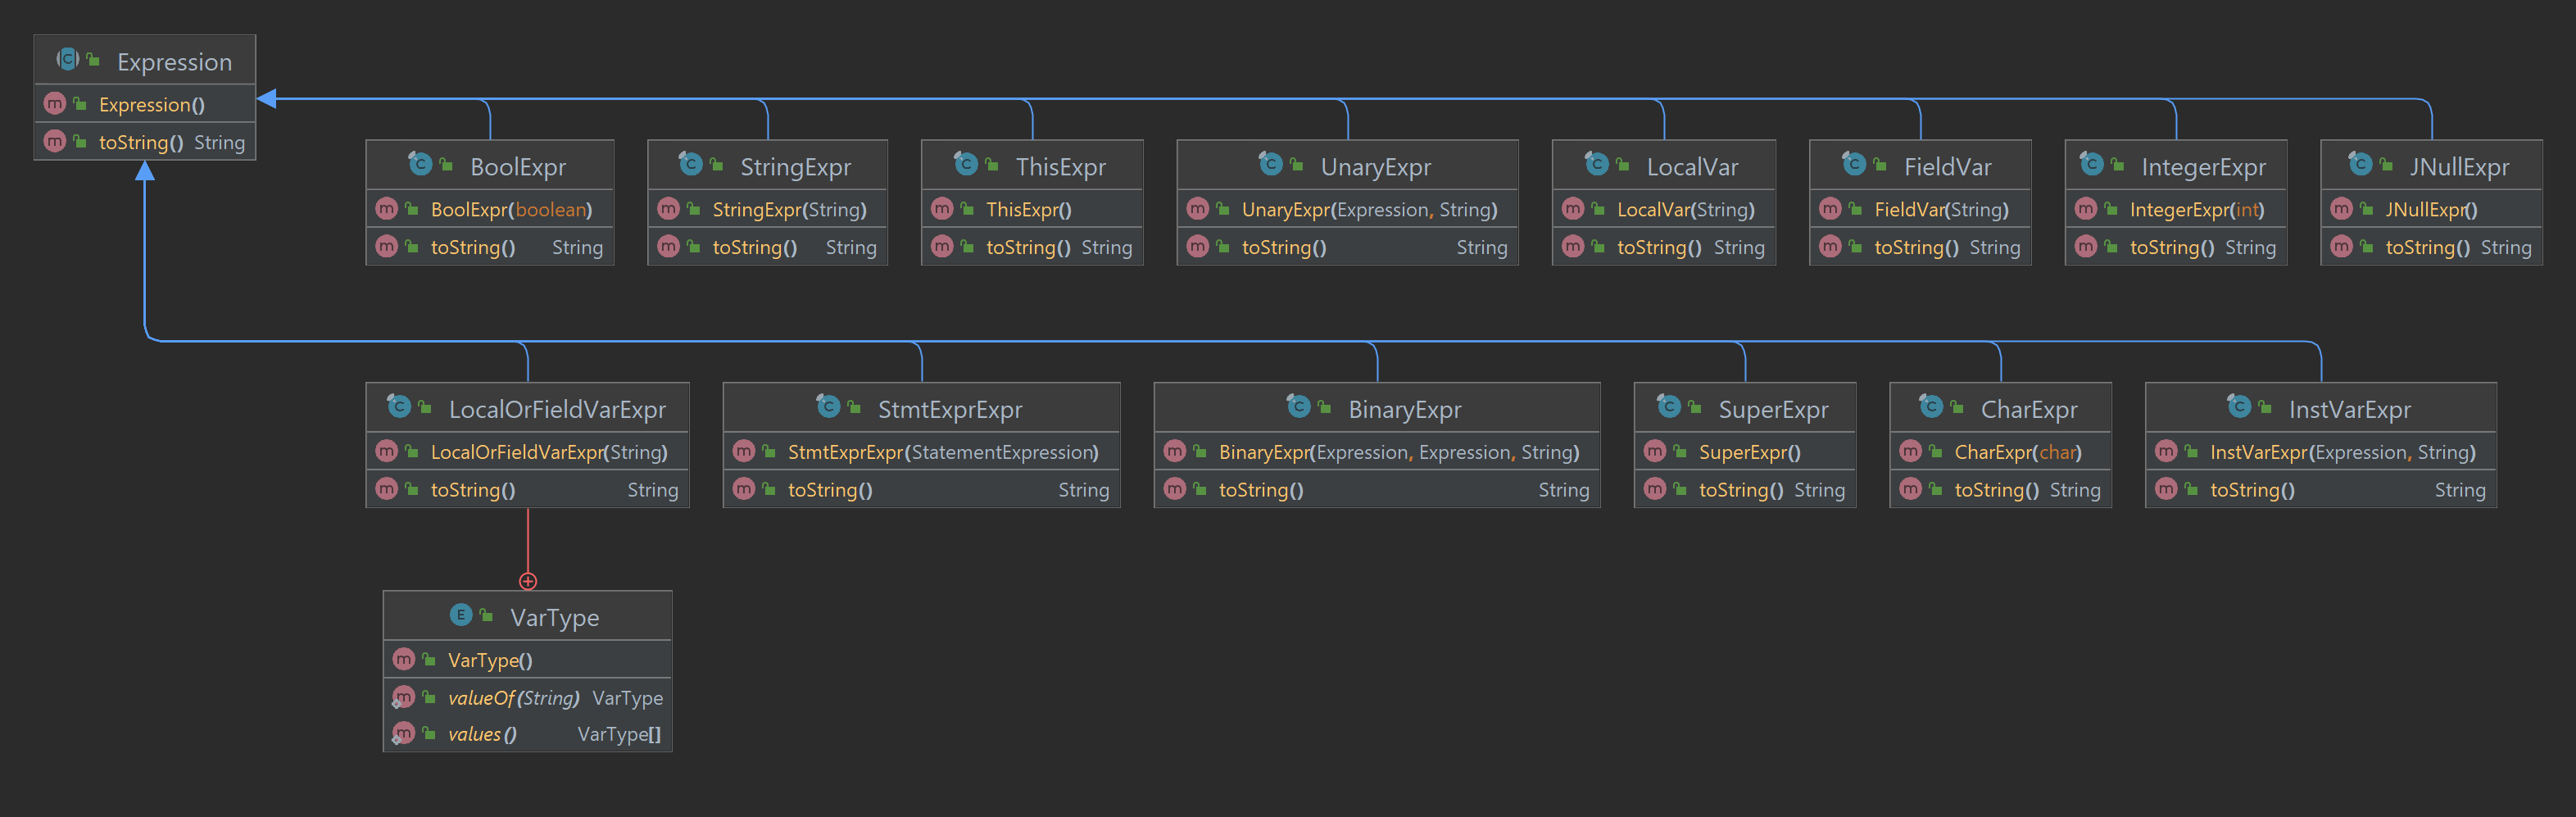 Expression
Expression()
toString() String
BoolExpr
BoolExpr(boolean)
toString() String
StringExpr
StringExpr(String)
toString() String
ThisExpr
ThisExpr()
toString() String
UnaryExpr
UnaryExpr(Expression, String)
toString() String
LocalVar
LocalVar(String)
toString() String
FieldVar
FieldVar(String)
toString() String
IntegerExpr
IntegerExpr(int)
toString() String
JNullExpr
JNullExpr()
toString() String
LocalOrFieldVarExpr
LocalOrFieldVarExpr(String)
toString() String
StmtExprExpr
StmtExprExpr(StatementExpression)
toString() String
BinaryExpr
BinaryExpr(Expression, Expression, String)
toString() String
SuperExpr
SuperExpr()
toString() String
CharExpr
CharExpr(char)
toString() String
InstVarExpr
InstVarExpr(Expression, String)
toString() String
VarType
VarType()
valueOf(String) VarType
values() VarType[]